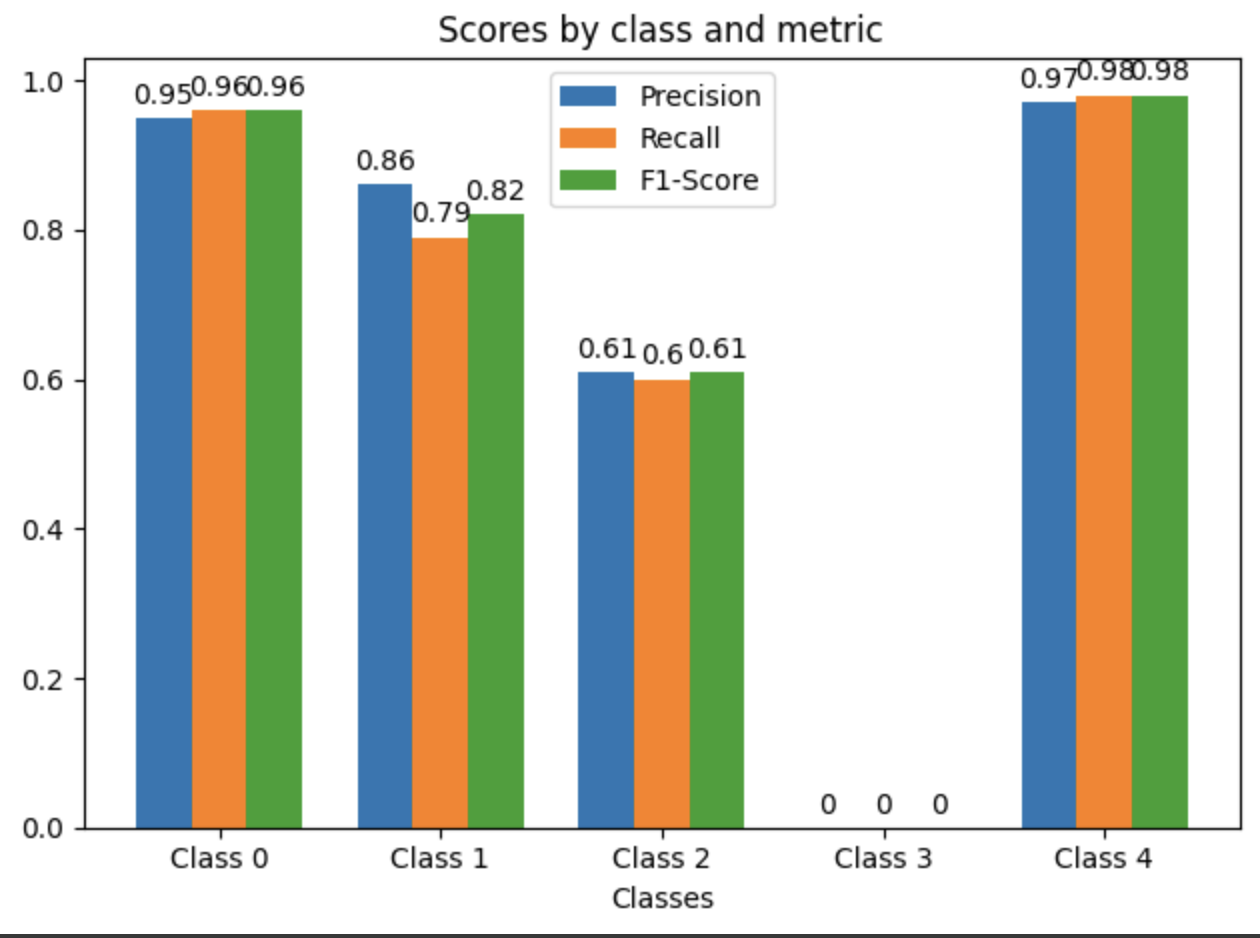 Scores by class and metric
Precision
Recall
F1-Score
1.0
0.8
0.6
0.4
0.2
0.0
0.95 0.96 0.96
0.86 0.79 0.82
0.61 0.6 0.61
0 0 0
0.97 0.98 0.98
Class 0 Class 1 Class 2 Class 3 Class 4
Classes